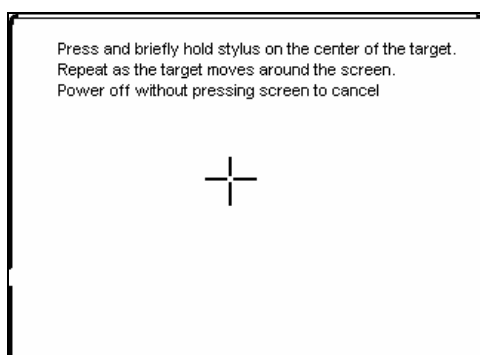 Press and briefly hold stylus on the center of the target.
Repeat as the target moves around the screen.
Power off without pressing screen to cancel